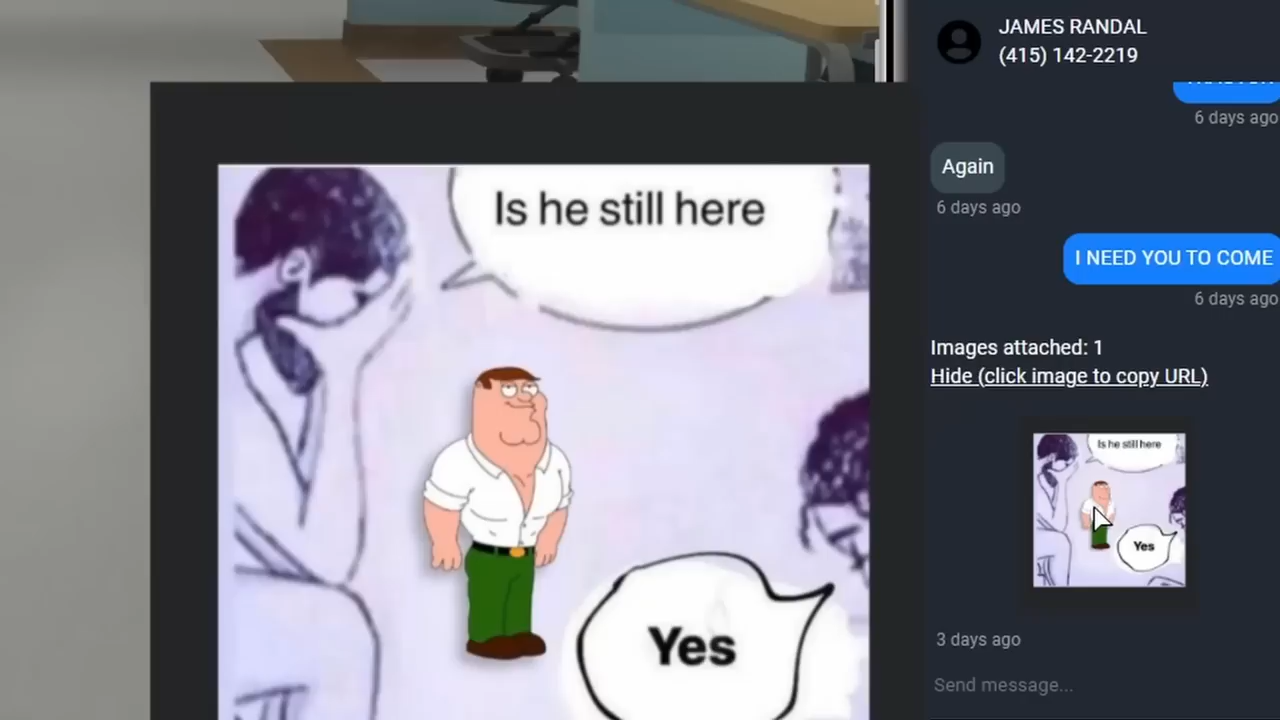 JAMES RANDAL
(415) 142-2219
6 days ago
Again
6 days ago
I NEED YOU TO COME
6 days ago
Images attached: 1
Hide (click image to copy URL)
Is he still here
Yes
3 days ago
Send message...
Is he still here
Yes